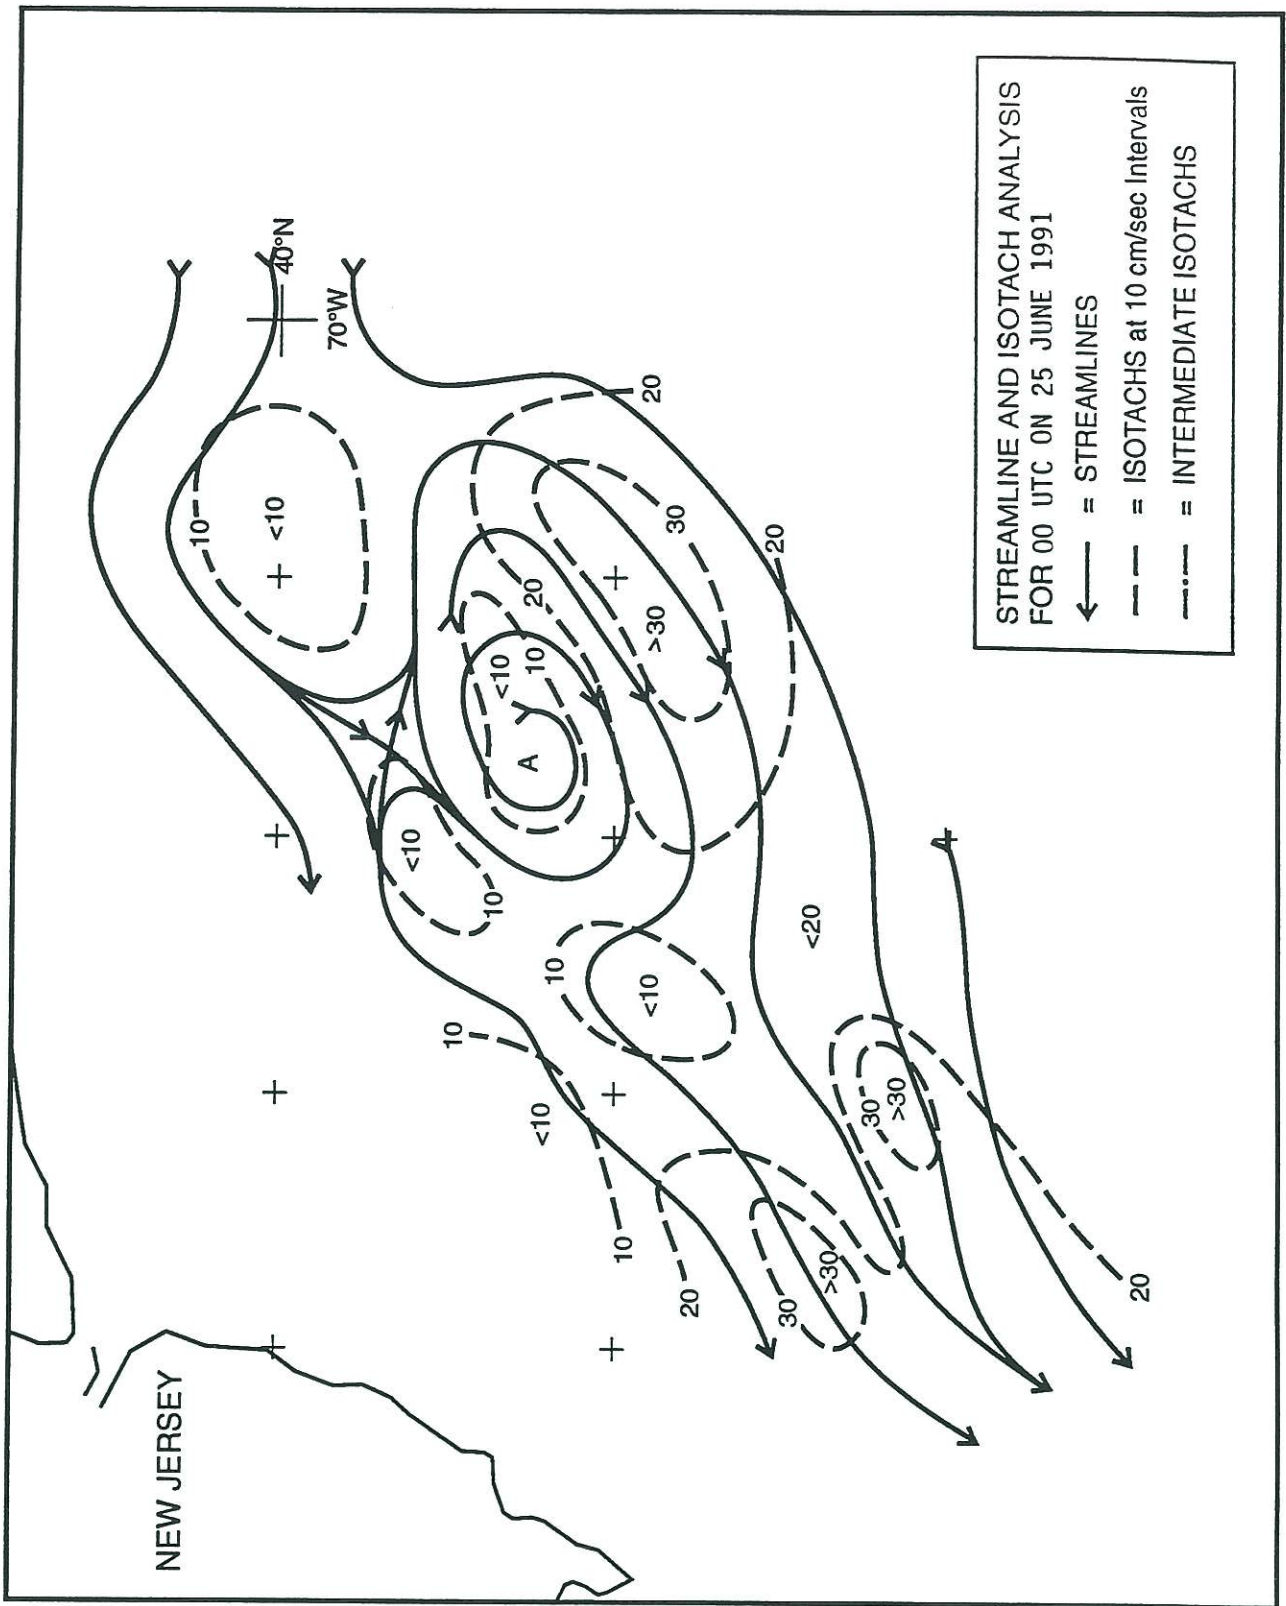 NEW JERSEY
40°N
70°W
10
<10
20
20
10
<10
10
20
30
>30
A
<10
10
10
<10
<20
10
<10
10
20
30
>30
30
>30
20
STREAMLINE AND ISOTACH ANALYSIS
FOR 00 UTC ON 25 JUNE 1991
= STREAMLINES
= ISOTACHS at 10 cm/sec Intervals
= INTERMEDIATE ISOTACHS